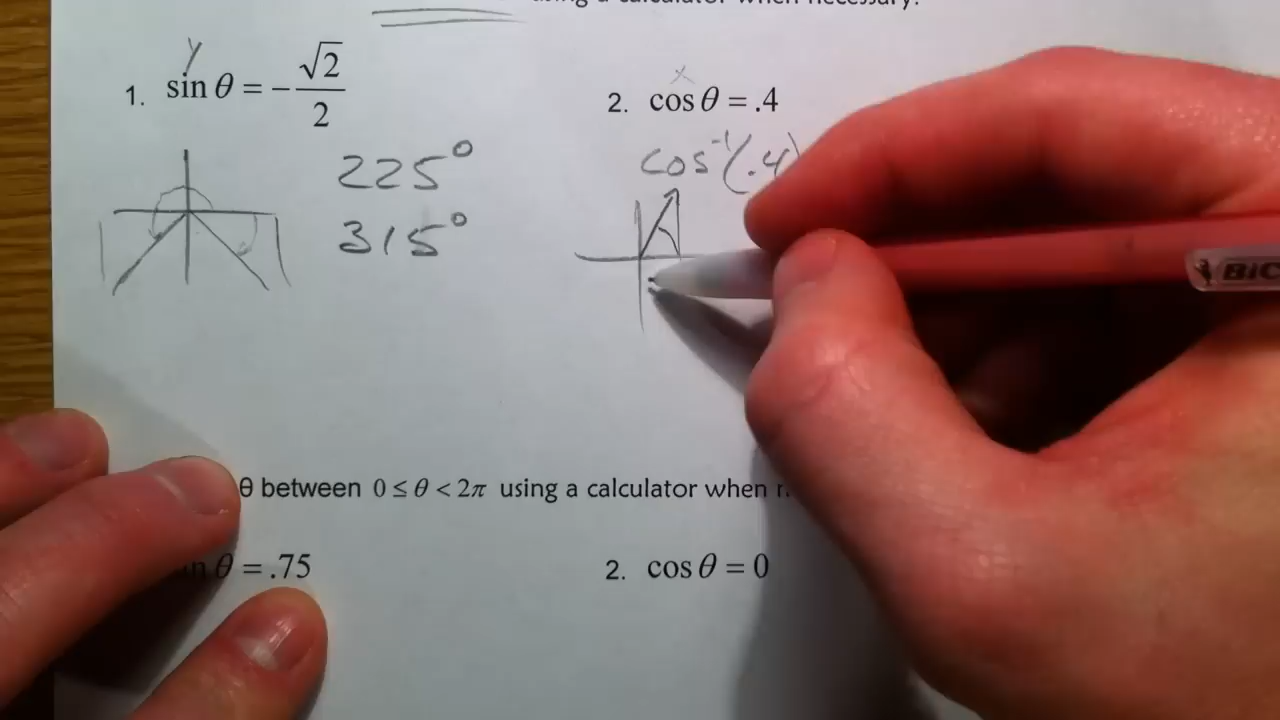 using a calculator when necessary.
y
1. sin θ = -√2/2
x
2. cos θ = .4
225°
315°
cos⁻¹(.4)
BIC
θ between 0 ≤ θ < 2π using a calculator when
θ = .75
2. cos θ = 0